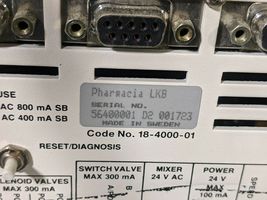 USE
AC 800 mA SB
AC 400 mA SB
Pharmacia LKB
SERIAL NO.
56400001 D2 001723
MADE IN SWEDEN
Code No. 18-4000-01
RESET/DIAGNOSIS
SWITCH VALVE
MAX 300 mA
MIXER
24 V AC
POWER
24 V
MAX
100 mA
SPEED
OLENOID VALVES
MAX 300 mA